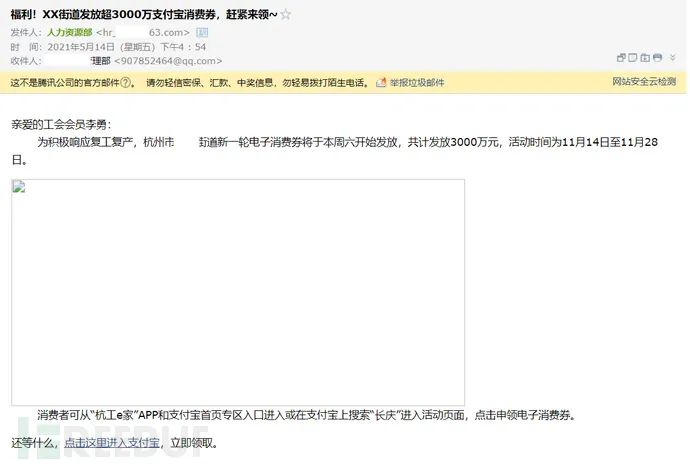 福利！XX街道发放超3000万支付宝消费券，赶紧来领~☆
发件人：人力资源部 <hr_ 63.com>
时 间：2021年5月14日（星期五）下午4：54
收件人： 理部 <907852464@qq.com>
这不是腾讯公司的官方邮件?。 请勿轻信密保、汇款、中奖信息，勿轻易拨打陌生电话。 举报垃圾邮件 网站安全云检测
亲爱的工会会员李勇：
为积极响应复工复产，杭州市 街道新一轮电子消费券将于本周六开始发放，共计发放3000万元，活动时间为11月14日至11月28
日。
消费者可从“杭工e家”APP和支付宝首页专区入口进入或在支付宝上搜索“长庆”进入活动页面，点击申领电子消费券。
还等什么，点击这里进入支付宝，立即领取。
REEBUF